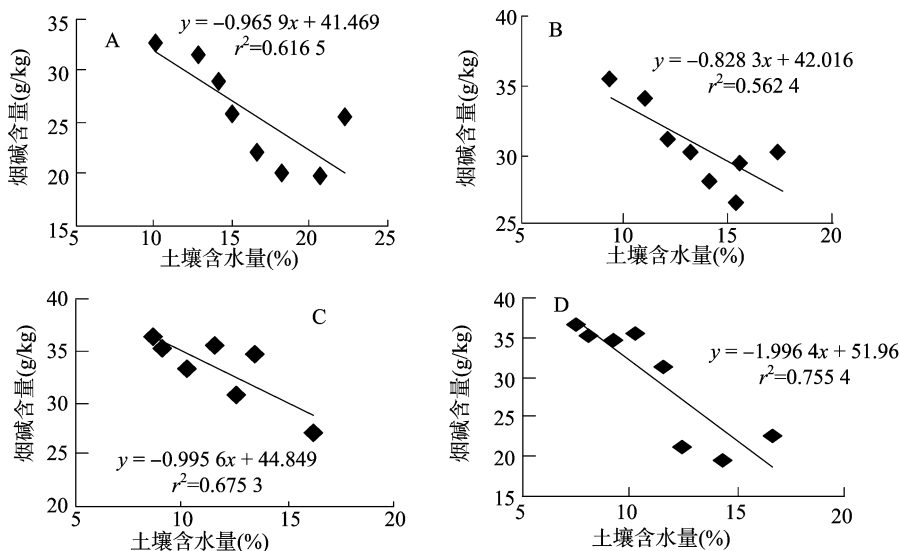 A
y = −0.965 9x + 41.469
r²=0.616 5
烟碱含量(g/kg)
35
30
25
20
15
10
15
20
25
土壤含水量(%)
B
y = −0.828 3x + 42.016
r²=0.562 4
烟碱含量(g/kg)
40
35
30
25
5
10
15
20
土壤含水量(%)
C
y = −0.995 6x + 44.849
r²=0.675 3
烟碱含量(g/kg)
40
35
30
25
20
5
10
15
20
土壤含水量(%)
D
y = −1.996 4x + 51.96
r²=0.755 4
烟碱含量(g/kg)
40
35
30
25
20
15
5
10
15
20
土壤含水量(%)